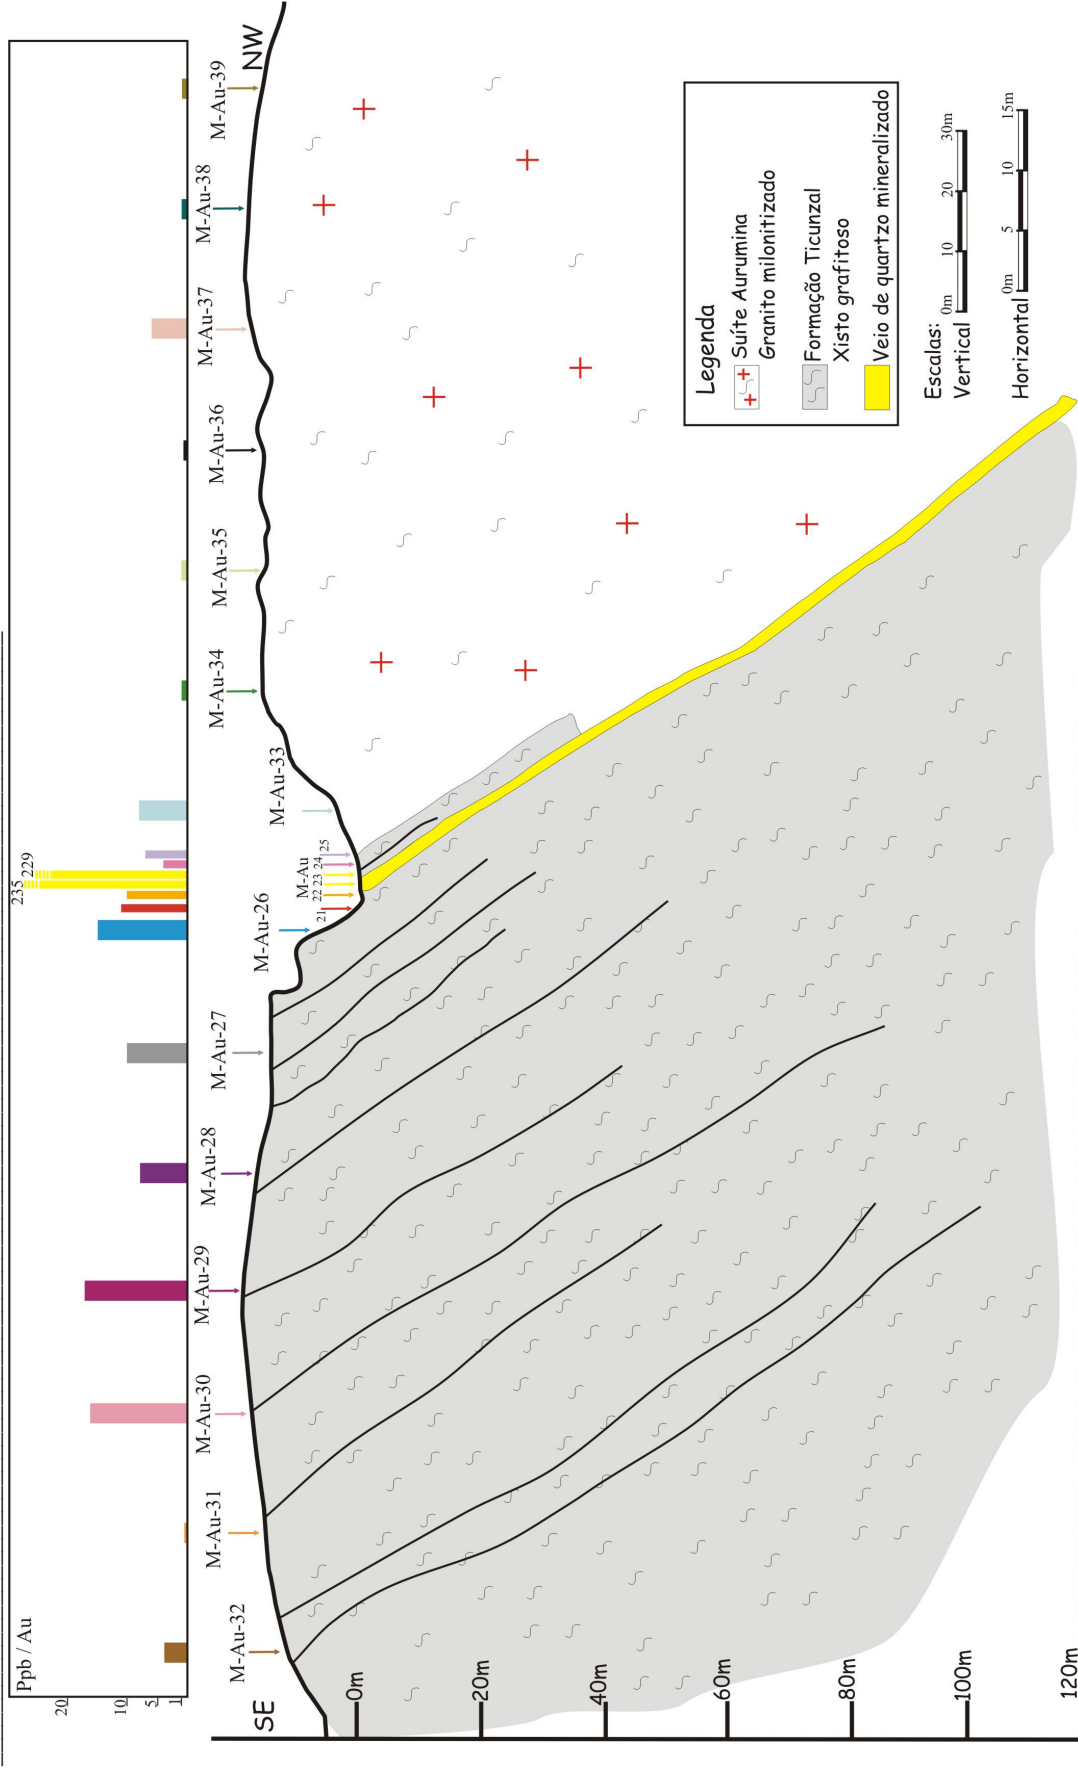 Ppb / Au
20
10
5
1
235
229
M-Au-32
M-Au-31
M-Au-30
M-Au-29
M-Au-28
M-Au-27
M-Au-26
M-Au
21
22
23
24
25
M-Au-33
M-Au-34
M-Au-35
M-Au-36
M-Au-37
M-Au-38
M-Au-39
SE
NW
0m
20m
40m
60m
80m
100m
120m
Legenda
Suíte Aurumina
Granito milonitizado
Formação Ticunzal
Xisto grafitoso
Veio de quartzo mineralizado
Escalas:
Vertical
0m 10 20 30m
Horizontal
0m 5 10 15m